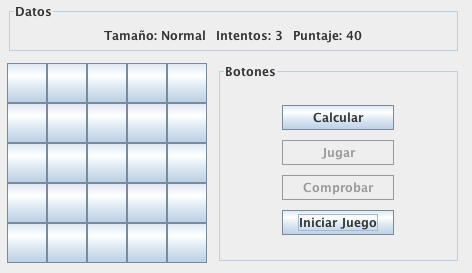 Datos
Tamaño: Normal Intentos: 3 Puntaje: 40
Botones
Calcular
Jugar
Comprobar
Iniciar Juego